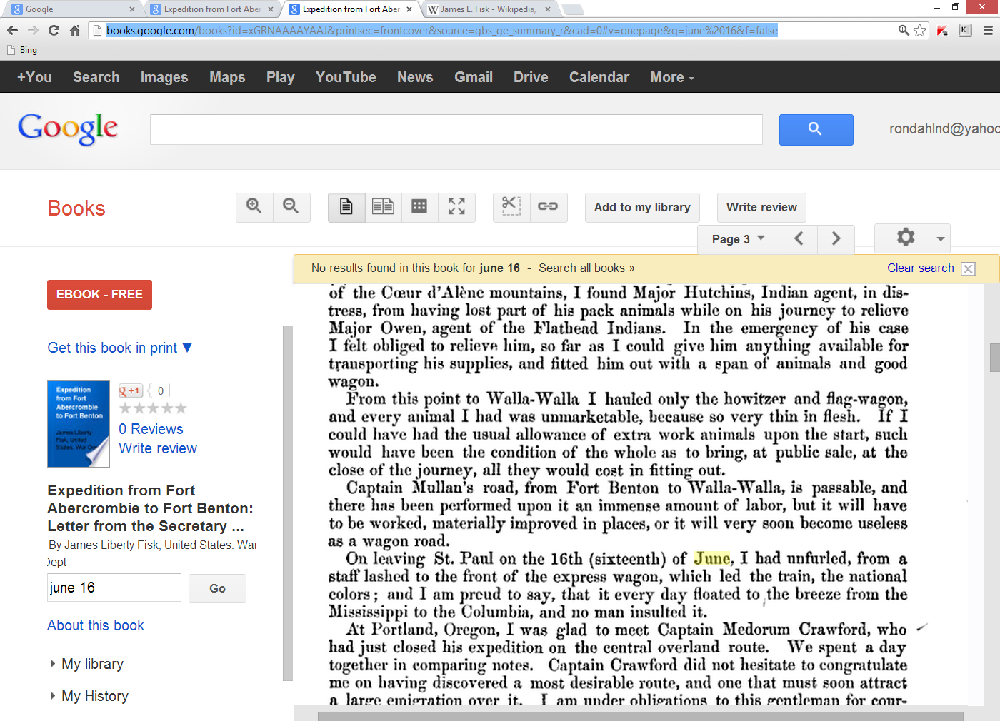 Google
Expedition from Fort Aber
Expedition from Fort Aber
James L. Fisk - Wikipedia,
books.google.com/books?id=xGRNAAAAYAAJ&printsec=frontcover&source=gbs_ge_summary_r&cad=0#v=onepage&q=june%2016&f=false
Bing
+You Search Images Maps Play YouTube News Gmail Drive Calendar More
Google
rondahlnd@yahoo
Books
Add to my library
Write review
Page 3
No results found in this book for june 16 - Search all books »
Clear search
EBOOK - FREE
Get this book in print ▼
Expedition
from Fort
Abercrombie
to Fort Benton
James Liberty
Fisk, United
States. War De
g +1 0
0 Reviews
Write review
Expedition from Fort
Abercrombie to Fort Benton:
Letter from the Secretary ...
By James Liberty Fisk, United States. War
Dept
june 16
Go
About this book
My library
My History
of the Cœur d'Alène mountains, I found Major Hutchins, Indian agent, in dis-
tress, from having lost part of his pack animals while on his journey to relieve
Major Owen, agent of the Flathead Indians. In the emergency of his case
I felt obliged to relieve him, so far as I could give him anything available for
transporting his supplies, and fitted him out with a span of animals and good
wagon.
From this point to Walla-Walla I hauled only the howitzer and flag-wagon,
and every animal I had was unmarketable, because so very thin in flesh. If I
could have had the usual allowance of extra work animals upon the start, such
would have been the condition of the whole as to bring, at public sale, at the
close of the journey, all they would cost in fitting out.
Captain Mullan's road, from Fort Benton to Walla-Walla, is passable, and
there has been performed upon it an immense amount of labor, but it will have
to be worked, materially improved in places, or it will very soon become useless
as a wagon road.
On leaving St. Paul on the 16th (sixteenth) of June, I had unfurled, from a
staff lashed to the front of the express wagon, which led the train, the national
colors; and I am proud to say, that it every day floated to the breeze from the
Mississippi to the Columbia, and no man insulted it.
At Portland, Oregon, I was glad to meet Captain Medorum Crawford, who
had just closed his expedition on the central overland route. We spent a day
together in comparing notes. Captain Crawford did not hesitate to congratulate
me on having discovered a most desirable route, and one that must soon attract
a large emigration over it. I am under obligations to this gentleman for cour-